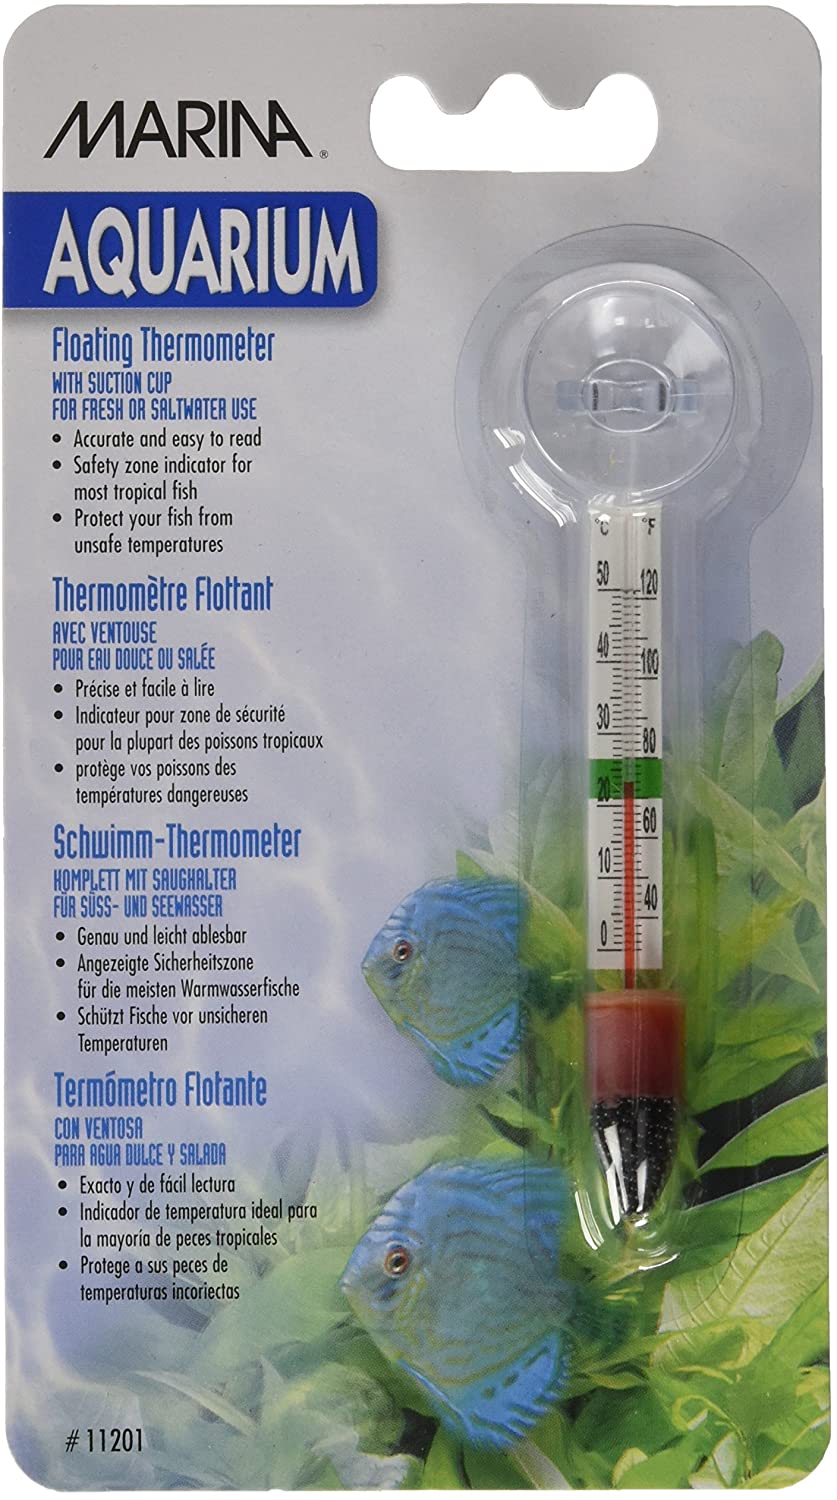 MARINA®
AQUARIUM
Floating Thermometer
WITH SUCTION CUP
FOR FRESH OR SALTWATER USE
• Accurate and easy to read
• Safety zone indicator for
most tropical fish
• Protect your fish from
unsafe temperatures
Thermomètre Flottant
AVEC VENTOUSE
POUR EAU DOUCE OU SALÉE
• Précise et facile à lire
• Indicateur pour zone de sécurité
pour la plupart des poissons tropicaux
• protège vos poissons des
températures dangereuses
Schwimm-Thermometer
KOMPLETT MIT SAUGHALTER
FÜR SÜSS- UND SEEWASSER
• Genau und leicht ablesbar
• Angezeigte Sicherheitszone
für die meisten Warmwasserfische
• Schützt Fische vor unsicheren
Temperaturen
Termómetro Flotante
CON VENTOSA
PARA AGUA DULCE Y SALADA
• Exacto y de fácil lectura
• Indicador de temperatura ideal para
la mayoría de peces tropicales
• Protege a sus peces de
temperaturas incoriectas
# 11201
°C °F
50 120
40 100
30 80
20 60
10 40
0